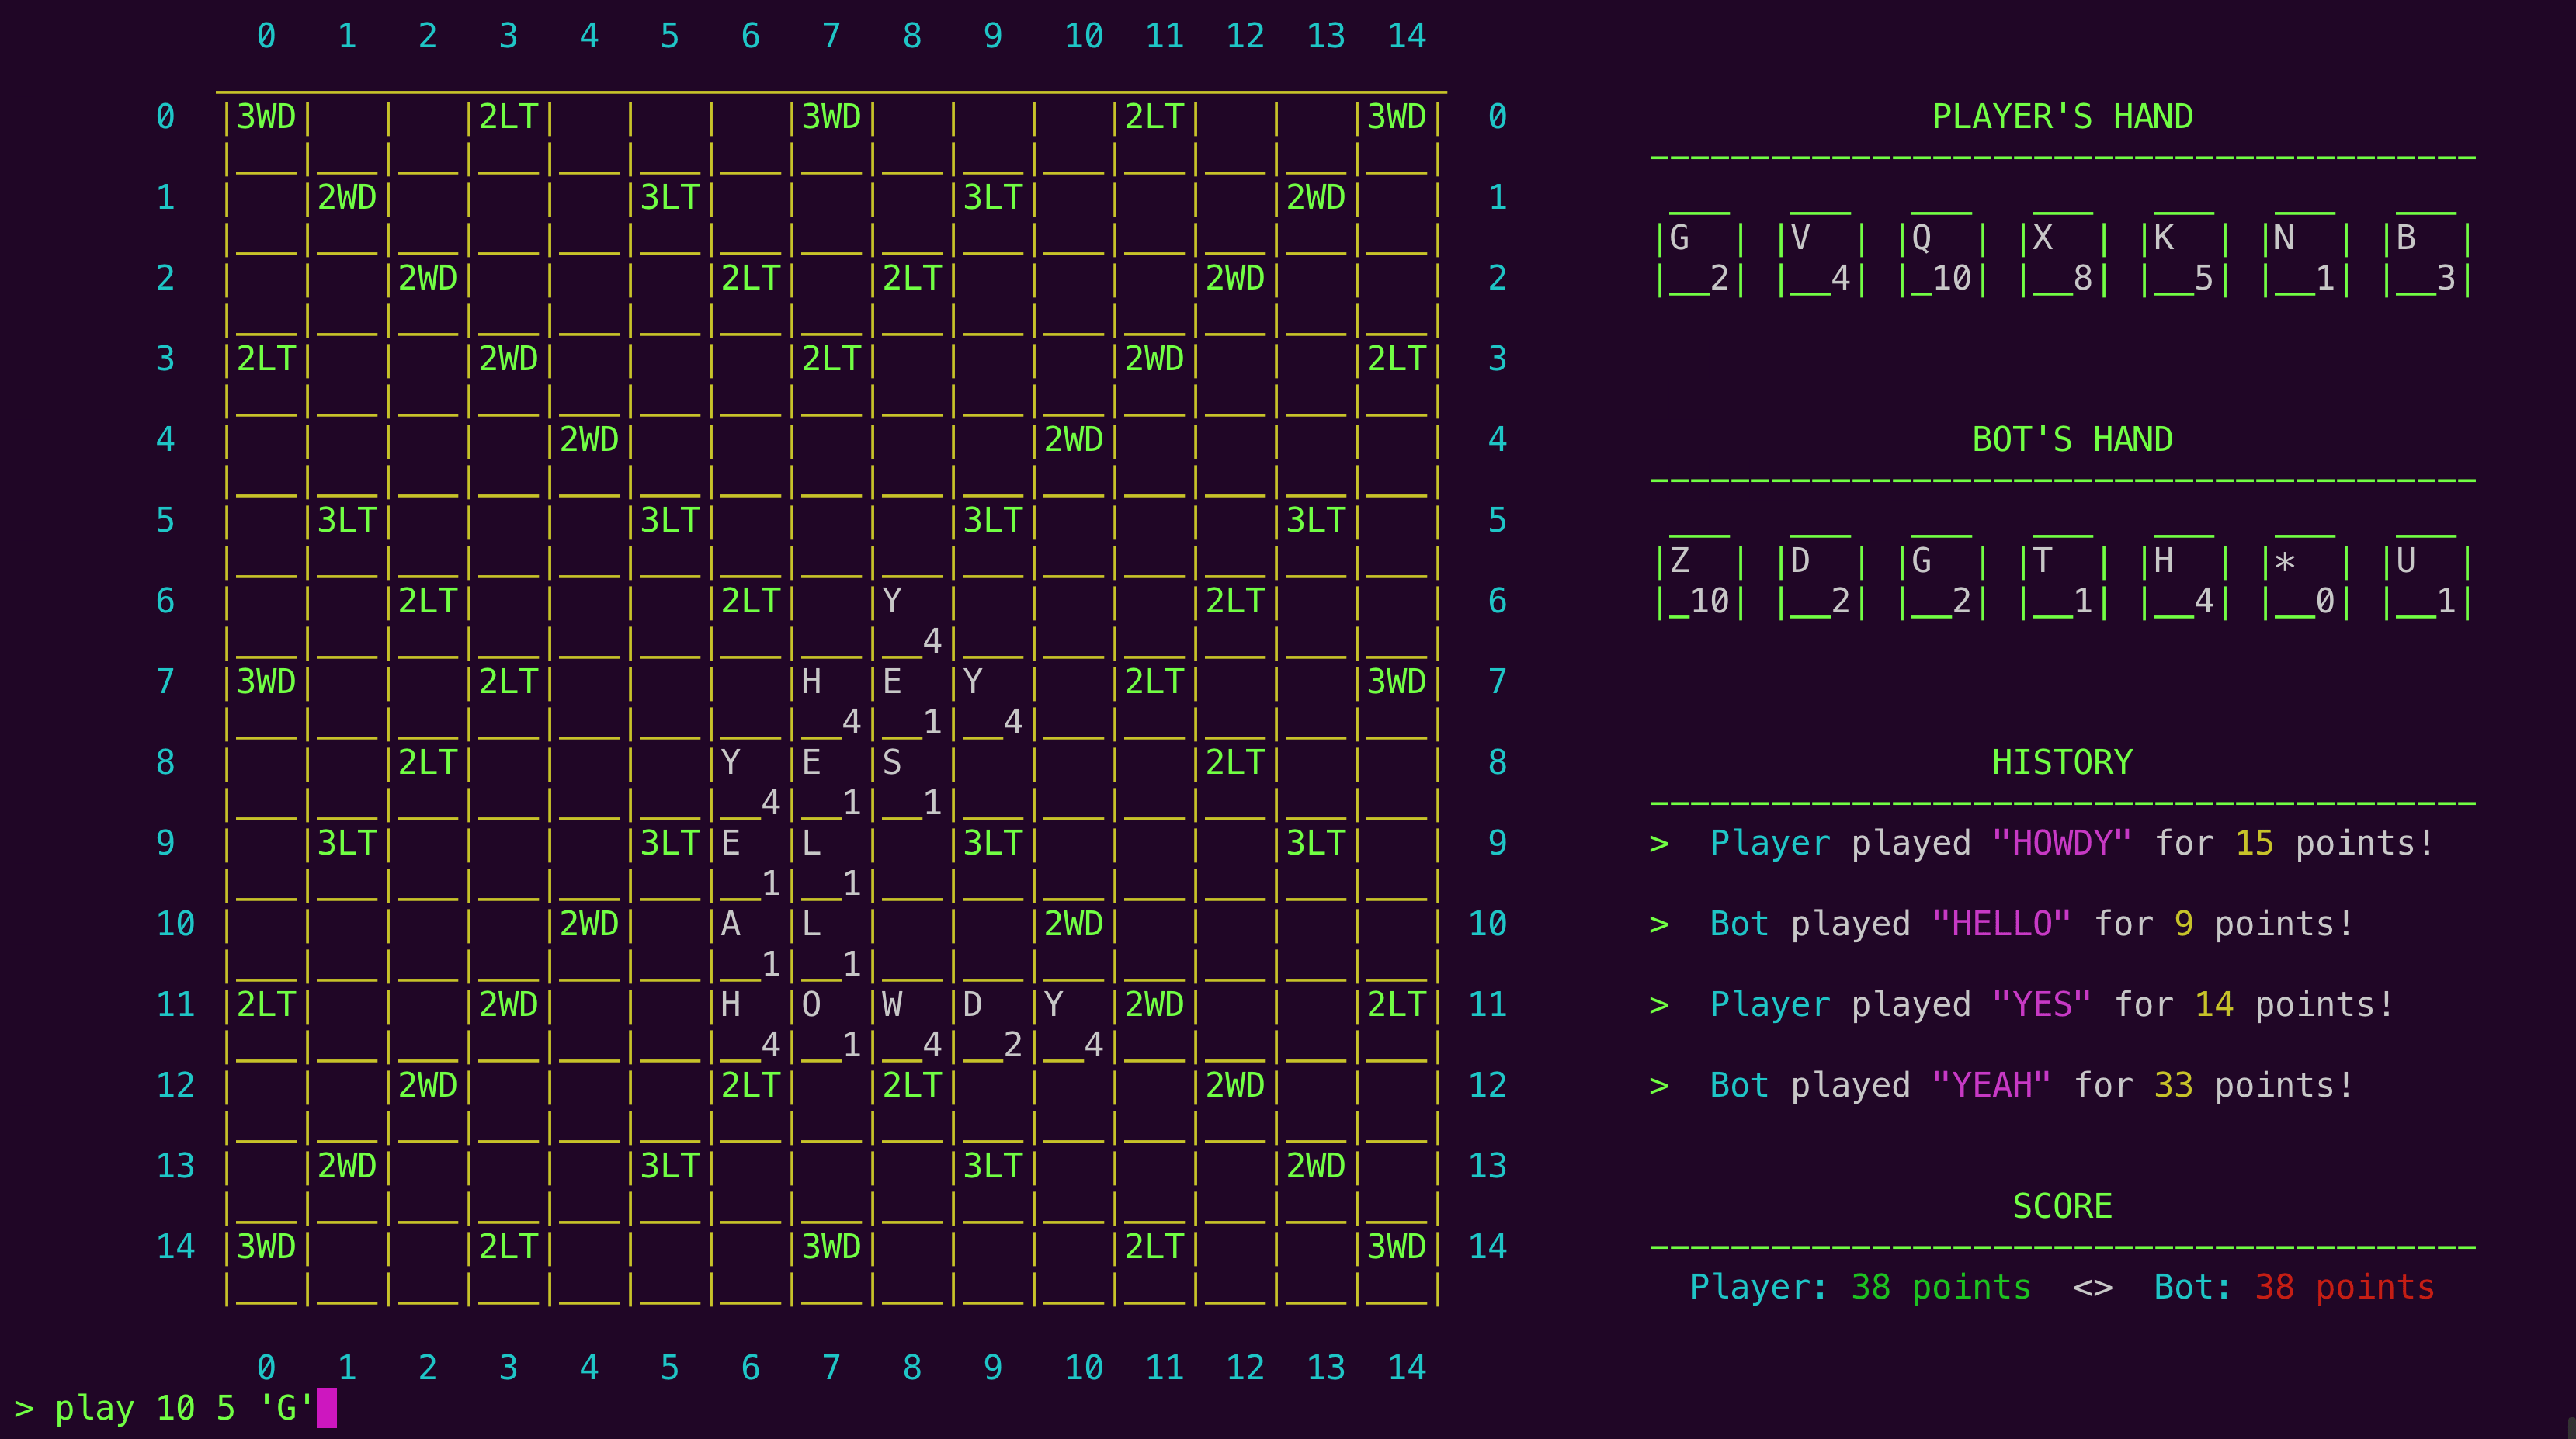 0 1 2 3 4 5 6 7 8 9 10 11 12 13 14
0 3WD 2LT 3WD 2LT 3WD 0
1 2WD 3LT 3LT 2WD 1
2 2WD 2LT 2LT 2WD 2
3 2LT 2WD 2LT 2WD 2LT 3
4 2WD 2WD 4
5 3LT 3LT 3LT 3LT 5
6 2LT 2LT Y 2LT 6
4
7 3WD 2LT H E Y 2LT 3WD 7
4 1 4
8 2LT Y E S 2LT 8
4 1 1
9 3LT 3LT E L 3LT 3LT 9
1 1
10 2WD A L 2WD 10
1 1
11 2LT 2WD H O W D Y 2WD 2LT 11
4 1 4 2 4
12 2WD 2LT 2LT 2WD 12
13 2WD 3LT 3LT 2WD 13
14 3WD 2LT 3WD 2LT 3WD 14
0 1 2 3 4 5 6 7 8 9 10 11 12 13 14
> play 10 5 'G'
PLAYER'S HAND
G V Q X K N B
2 4 10 8 5 1 3
BOT'S HAND
Z D G T H * U
10 2 2 1 4 0 1
HISTORY
> Player played "HOWDY" for 15 points!
> Bot played "HELLO" for 9 points!
> Player played "YES" for 14 points!
> Bot played "YEAH" for 33 points!
SCORE
Player: 38 points <> Bot: 38 points